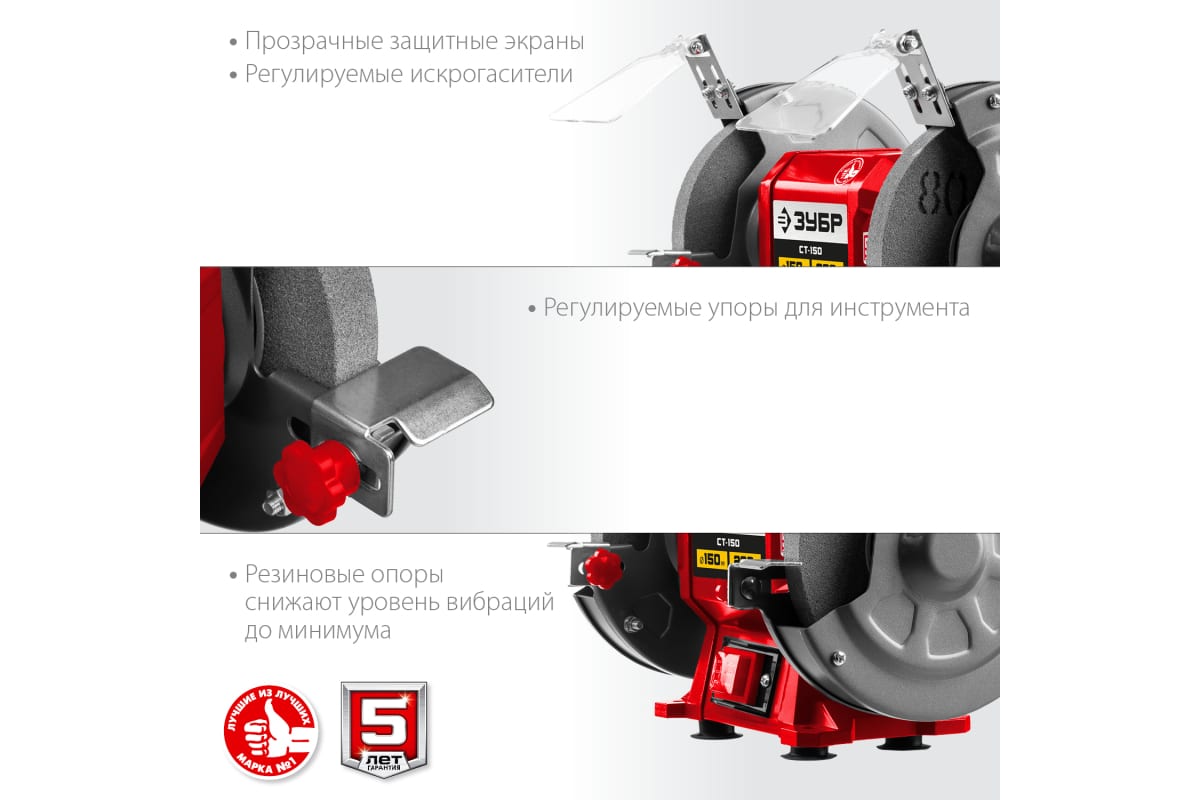 • Прозрачные защитные экраны
• Регулируемые искрогасители
80
ЗУБР
СТ-150
150
• Регулируемые упоры для инструмента
• Резиновые опоры
снижают уровень вибраций
до минимума
СТ-150
ø150
ЛУЧШИЕ ИЗ ЛУЧШИХ
МАРКА №1
5
ЛЕТ
ГАРАНТИЯ